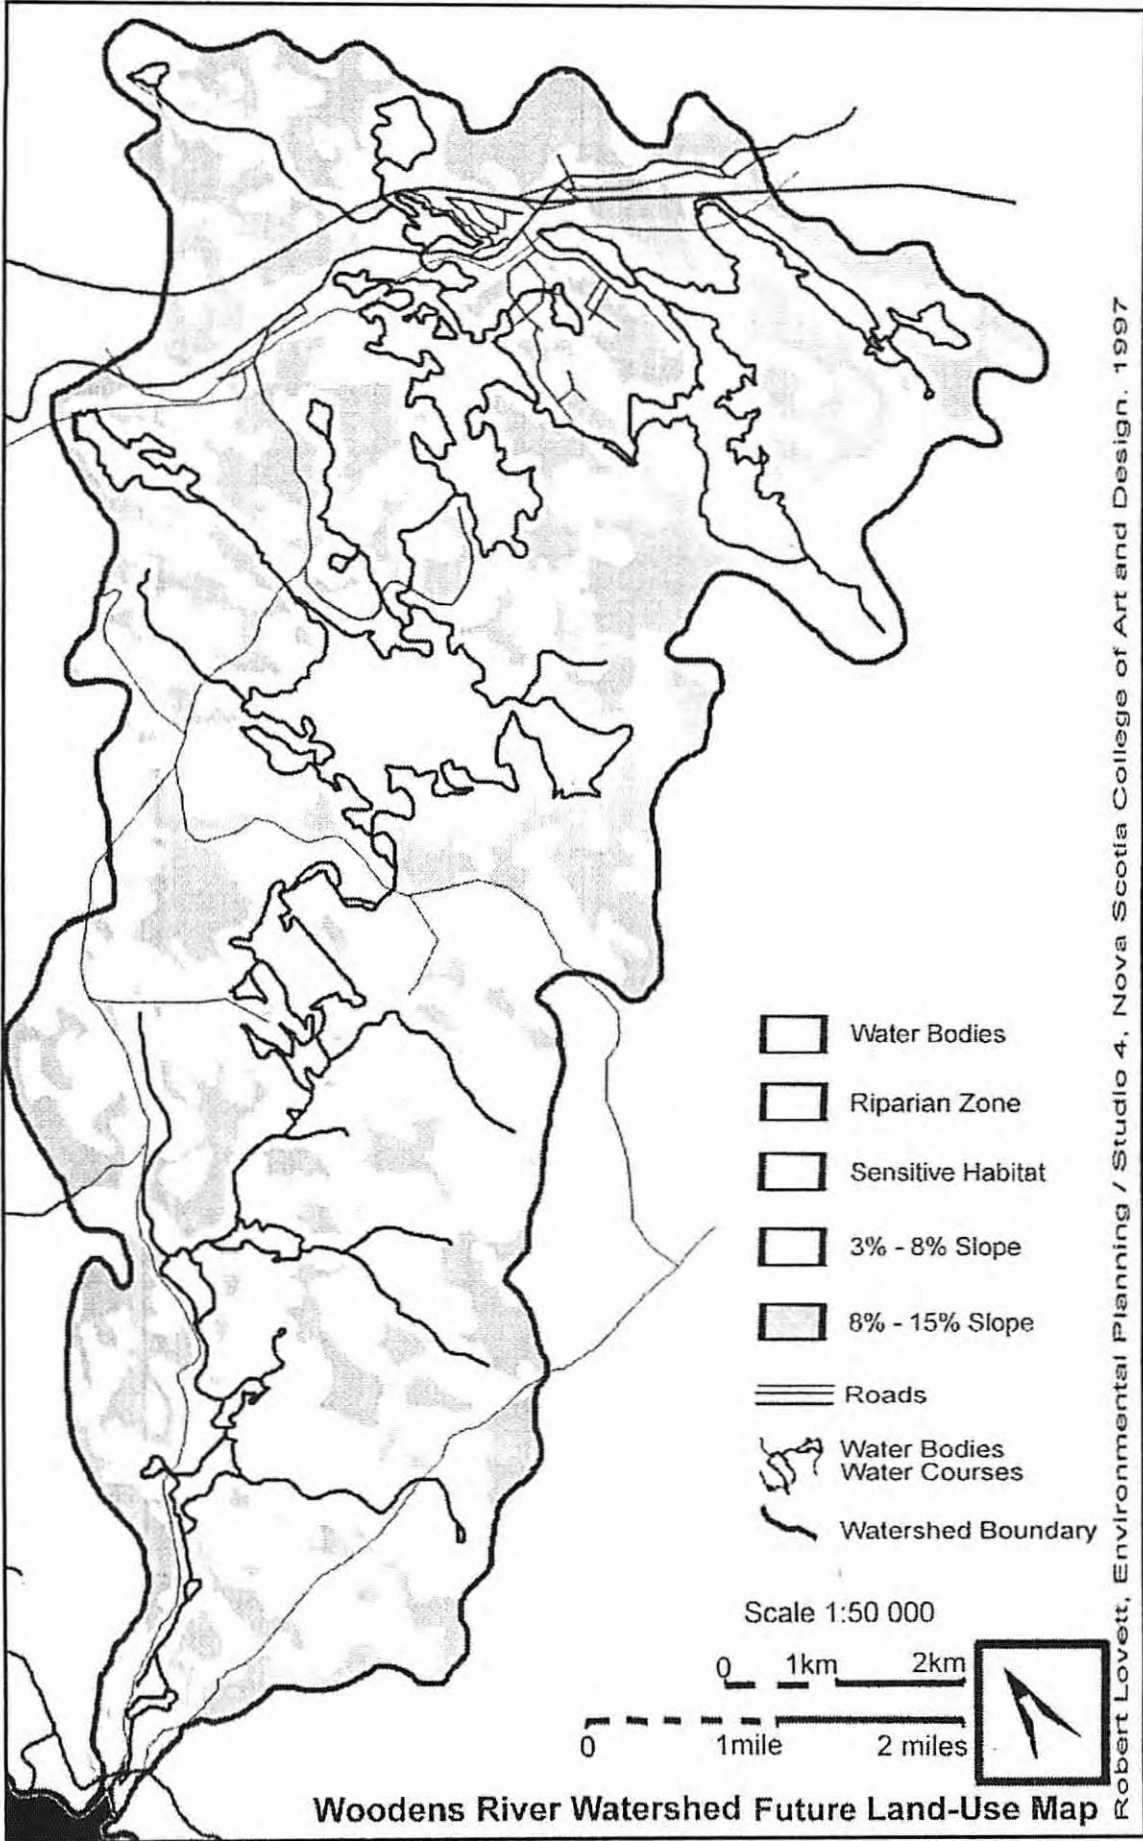 Water Bodies
Riparian Zone
Sensitive Habitat
3% - 8% Slope
8% - 15% Slope
Roads
Water Bodies
Water Courses
Watershed Boundary
Scale 1:50 000
0 1km 2km
0 1mile 2 miles
Woodens River Watershed Future Land-Use Map
Robert Lovett, Environmental Planning / Studio 4, Nova Scotia College of Art and Design. 1997